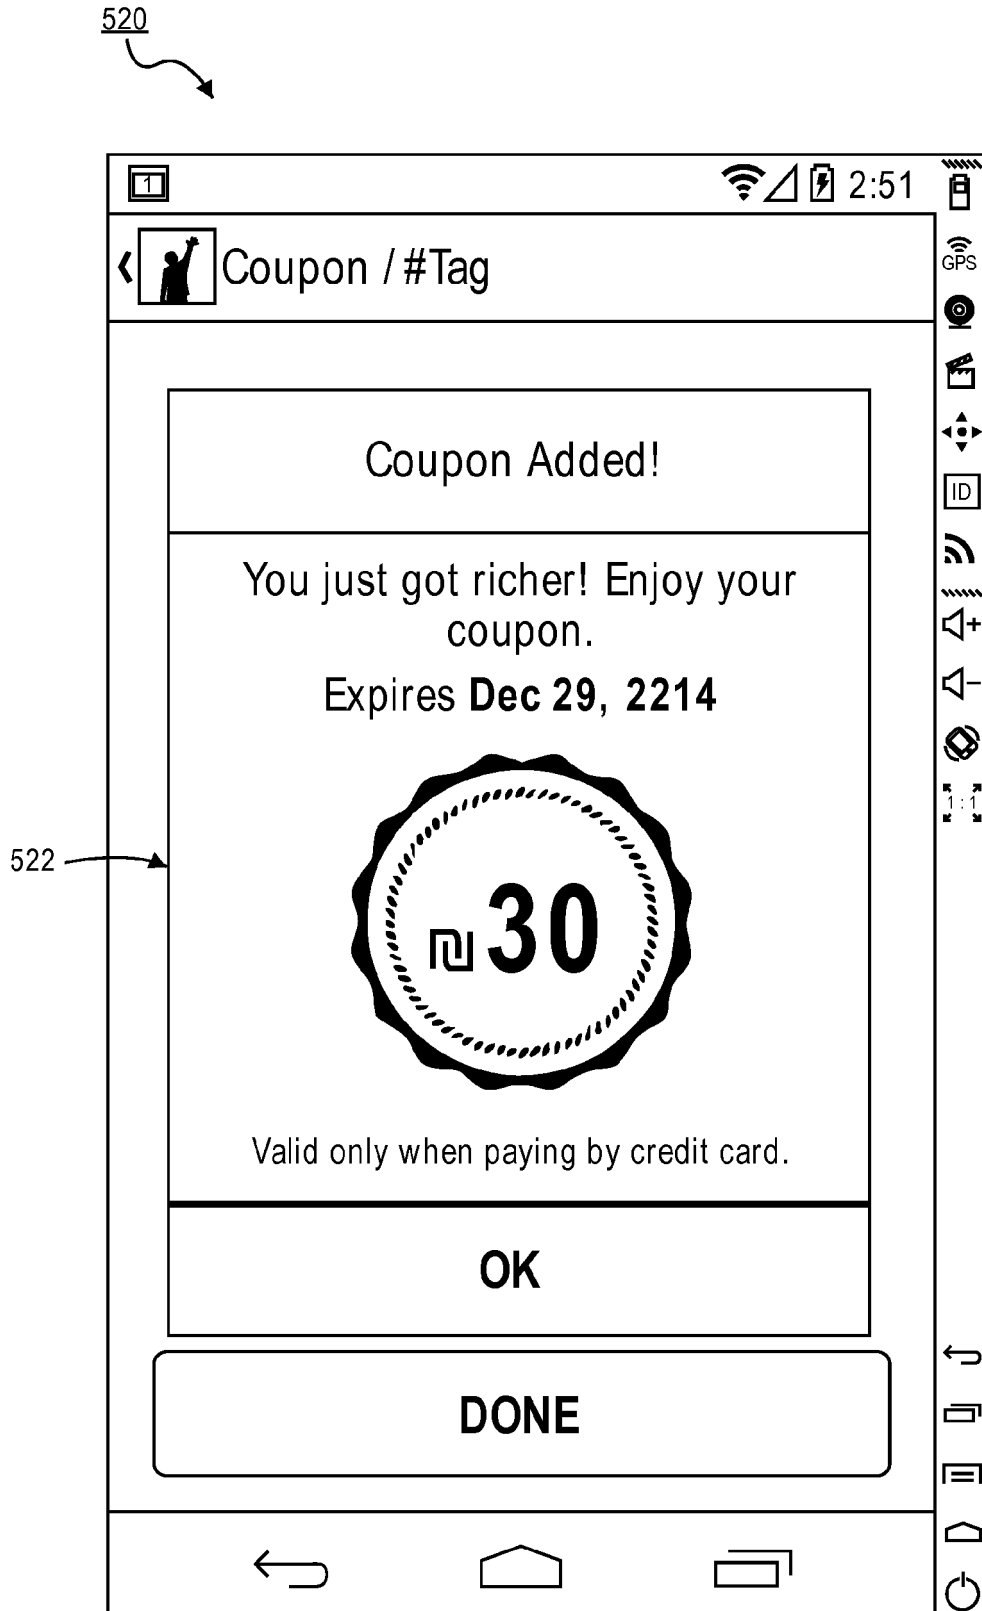 520
1
2:51
Coupon / #Tag
GPS
Coupon Added!
ID
You just got richer! Enjoy your
coupon.
Expires Dec 29, 2214
1:1
522
₪30
Valid only when paying by credit card.
OK
DONE